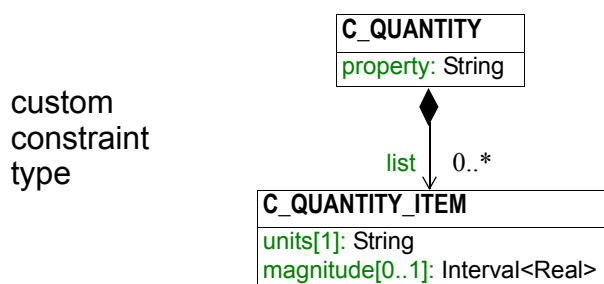 C_QUANTITY
property: String
custom
constraint
type
list 0..*
C_QUANTITY_ITEM
units[1]: String
magnitude[0..1]: Interval<Real>